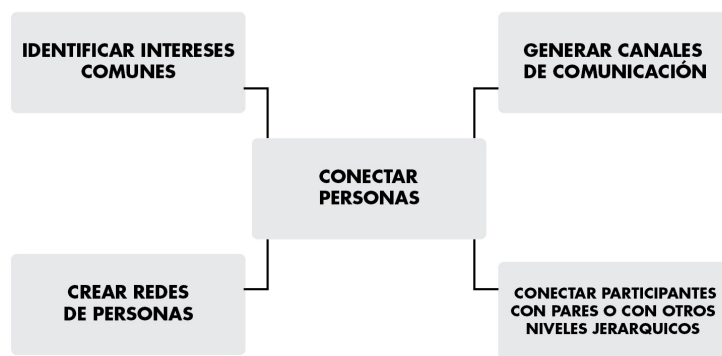 IDENTIFICAR INTERESES
COMUNES
GENERAR CANALES
DE COMUNICACIÓN
CONECTAR
PERSONAS
CREAR REDES
DE PERSONAS
CONECTAR PARTICIPANTES
CON PARES O CON OTROS
NIVELES JERARQUICOS